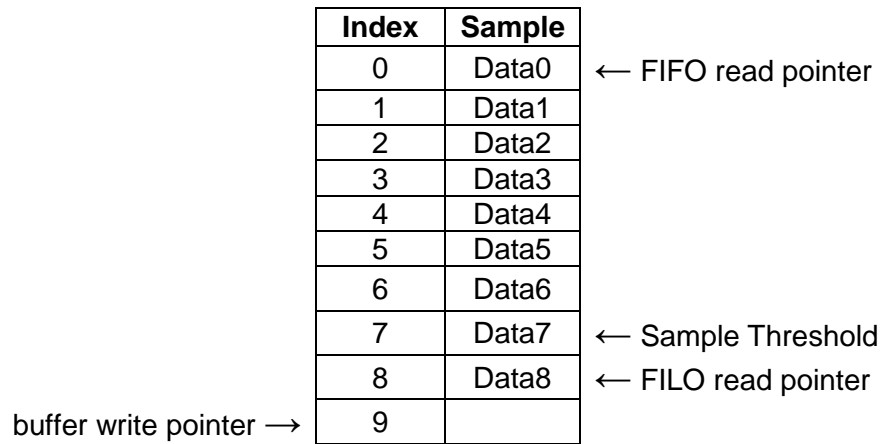 Index Sample
0 Data0 ← FIFO read pointer
1 Data1
2 Data2
3 Data3
4 Data4
5 Data5
6 Data6
7 Data7 ← Sample Threshold
8 Data8 ← FILO read pointer
buffer write pointer → 9